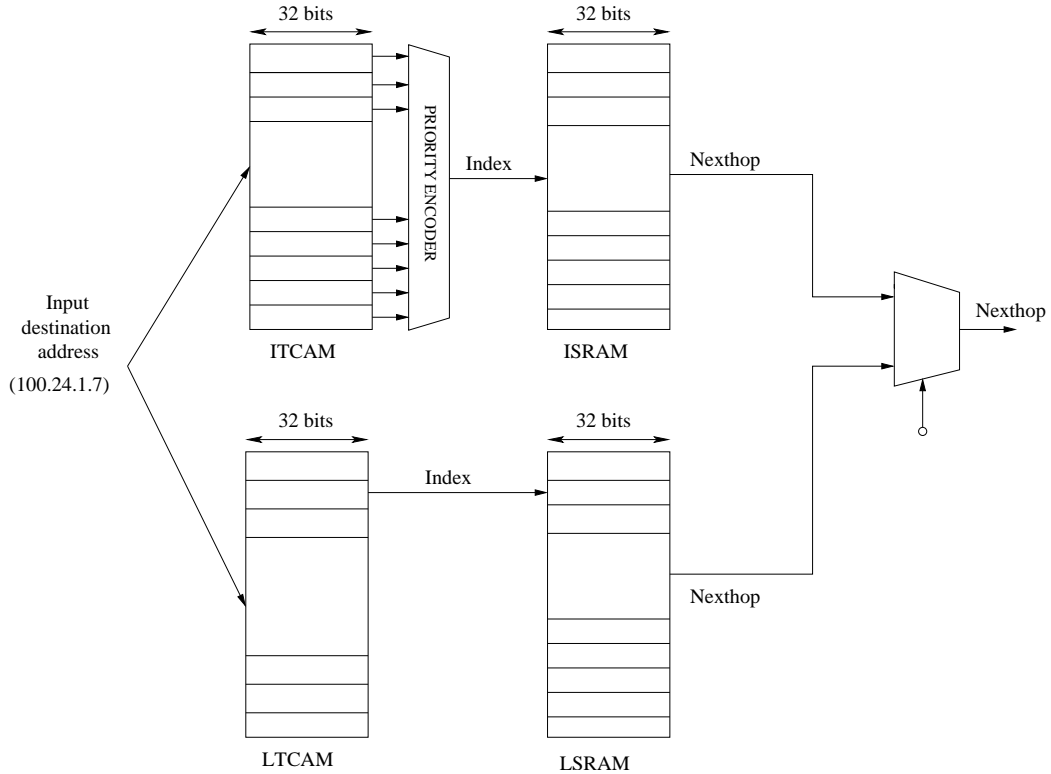 32 bits
32 bits
PRIORITY ENCODER
Index
Nexthop
Input
destination
address
(100.24.1.7)
ITCAM
ISRAM
Nexthop
32 bits
32 bits
Index
Nexthop
LTCAM
LSRAM